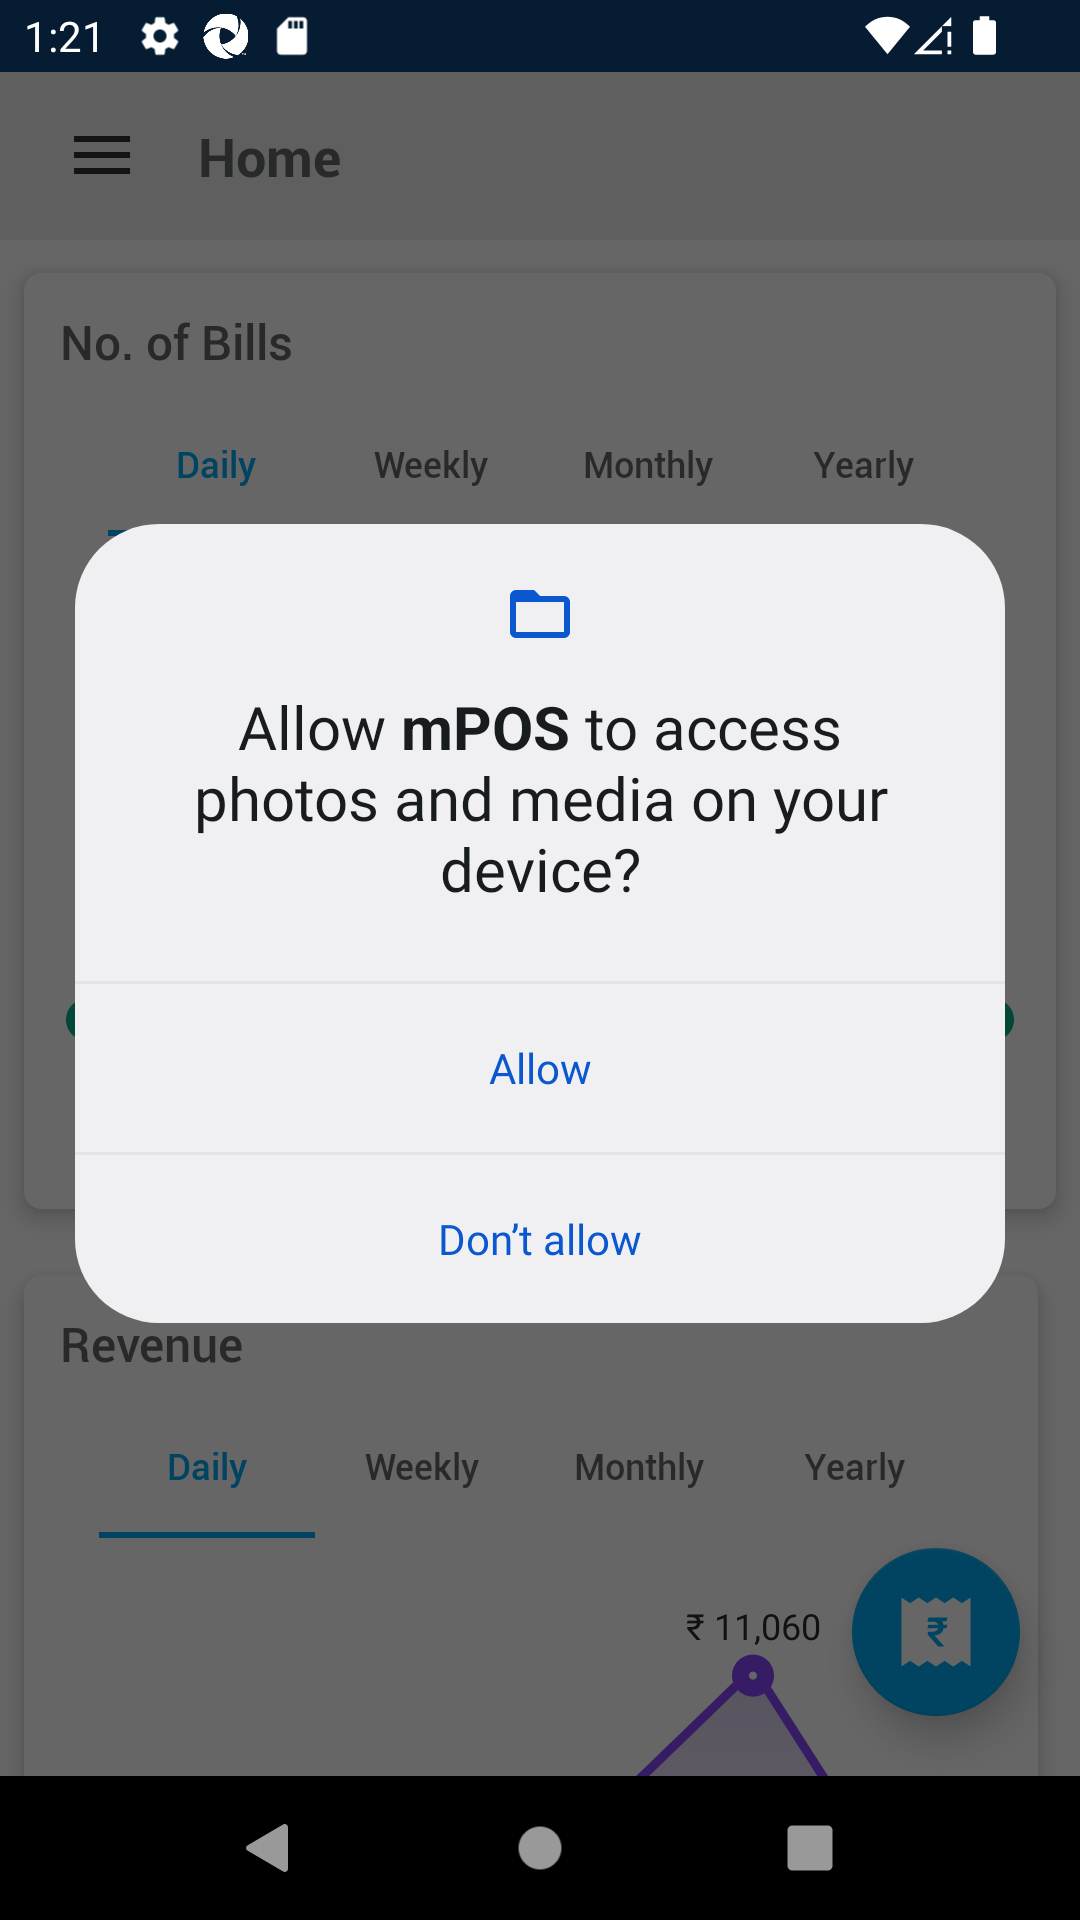 1:21
Home
No. of Bills
Daily Weekly Monthly Yearly
Allow mPOS to access
photos and media on your
device?
Allow
Don’t allow
Revenue
Daily Weekly Monthly Yearly
₹ 11,060
₹